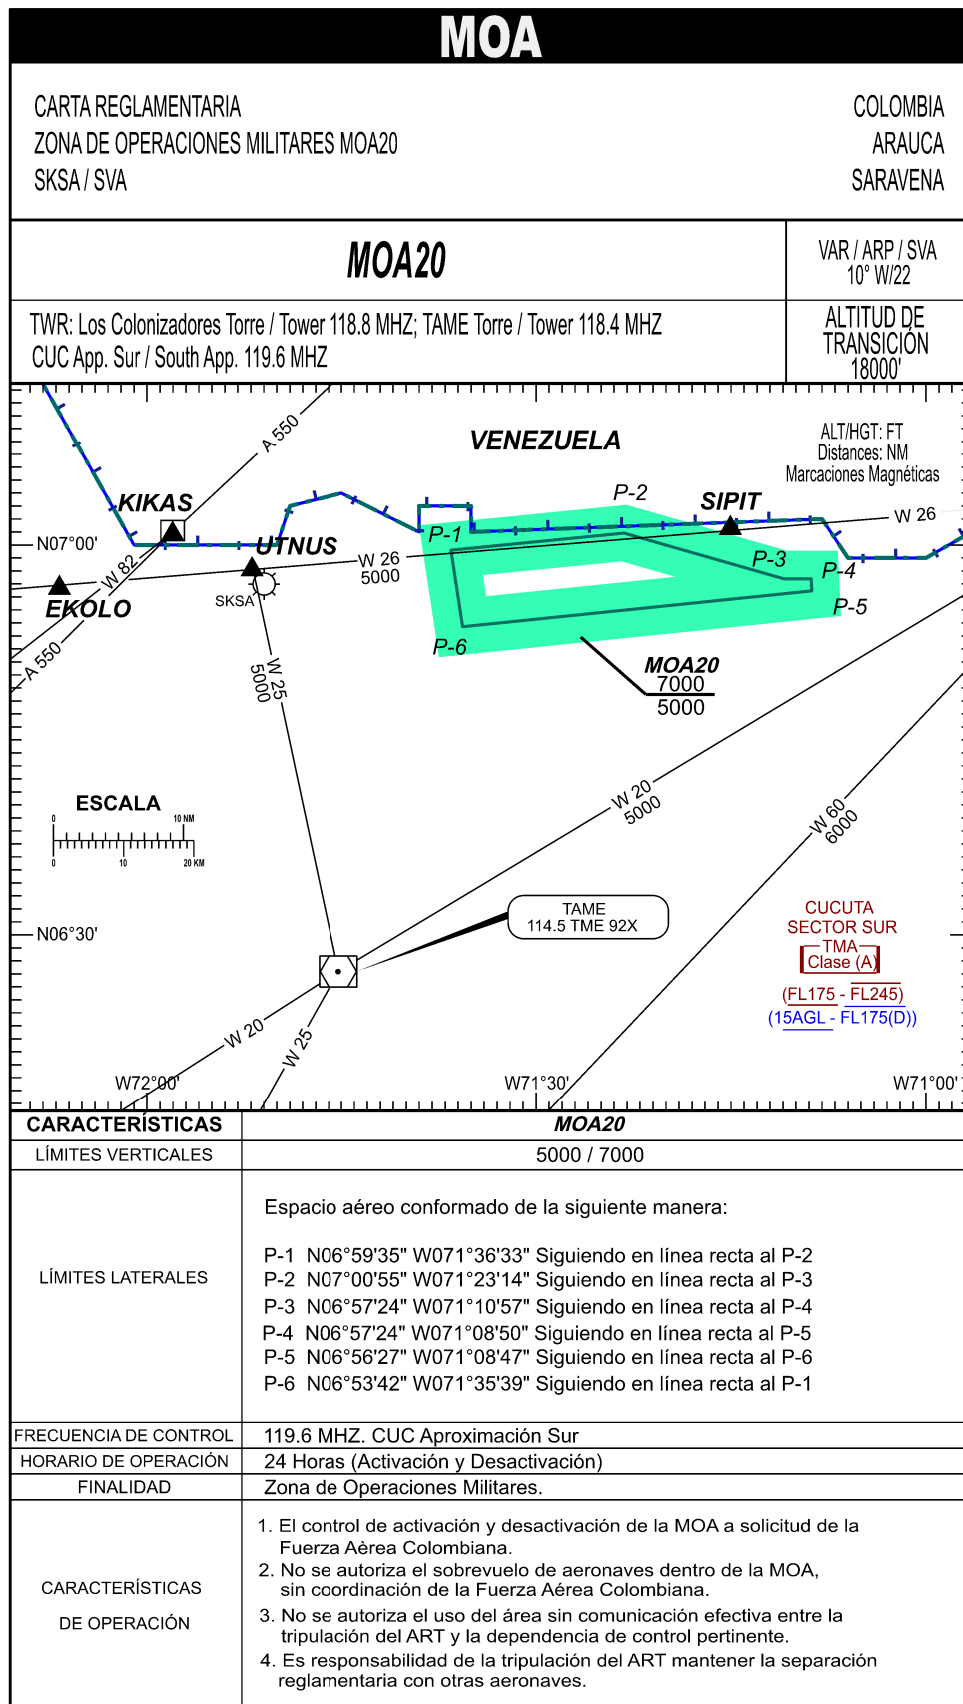 MOA
CARTA REGLAMENTARIA
COLOMBIA
ZONA DE OPERACIONES MILITARES MOA20
ARAUCA
SKSA / SVA
SARAVENA
MOA20
VAR / ARP / SVA
10° W/22
TWR: Los Colonizadores Torre / Tower 118.8 MHZ; TAME Torre / Tower 118.4 MHZ
CUC App. Sur / South App. 119.6 MHZ
ALTITUD DE
TRANSICIÓN
18000'
A 550
VENEZUELA
ALT/HGT: FT
Distances: NM
Marcaciones Magnéticas
KIKAS
P-2
SIPIT
W 26
P-1
N07°00'
UTNUS
W 26
5000
W 82
P-3
P-4
EKOLO
SKSA
P-5
P-6
A 550
W 25
5000
MOA20
7000
5000
ESCALA
0
10 NM
0
10
20 KM
W 20
5000
W 60
6000
TAME
114.5 TME 92X
CUCUTA
SECTOR SUR
TMA
Clase (A)
(FL175 - FL245)
(15AGL - FL175(D))
N06°30'
W 20
W 25
W72°00'
W71°30'
W71°00'
CARACTERÍSTICAS
MOA20
LÍMITES VERTICALES
5000 / 7000
LÍMITES LATERALES
Espacio aéreo conformado de la siguiente manera:
P-1 N06°59'35" W071°36'33" Siguiendo en línea recta al P-2
P-2 N07°00'55" W071°23'14" Siguiendo en línea recta al P-3
P-3 N06°57'24" W071°10'57" Siguiendo en línea recta al P-4
P-4 N06°57'24" W071°08'50" Siguiendo en línea recta al P-5
P-5 N06°56'27" W071°08'47" Siguiendo en línea recta al P-6
P-6 N06°53'42" W071°35'39" Siguiendo en línea recta al P-1
FRECUENCIA DE CONTROL
119.6 MHZ. CUC Aproximación Sur
HORARIO DE OPERACIÓN
24 Horas (Activación y Desactivación)
FINALIDAD
Zona de Operaciones Militares.
CARACTERÍSTICAS
DE OPERACIÓN
1. El control de activación y desactivación de la MOA a solicitud de la
Fuerza Aèrea Colombiana.
2. No se autoriza el sobrevuelo de aeronaves dentro de la MOA,
sin coordinación de la Fuerza Aérea Colombiana.
3. No se autoriza el uso del área sin comunicación efectiva entre la
tripulación del ART y la dependencia de control pertinente.
4. Es responsabilidad de la tripulación del ART mantener la separación
reglamentaria con otras aeronaves.